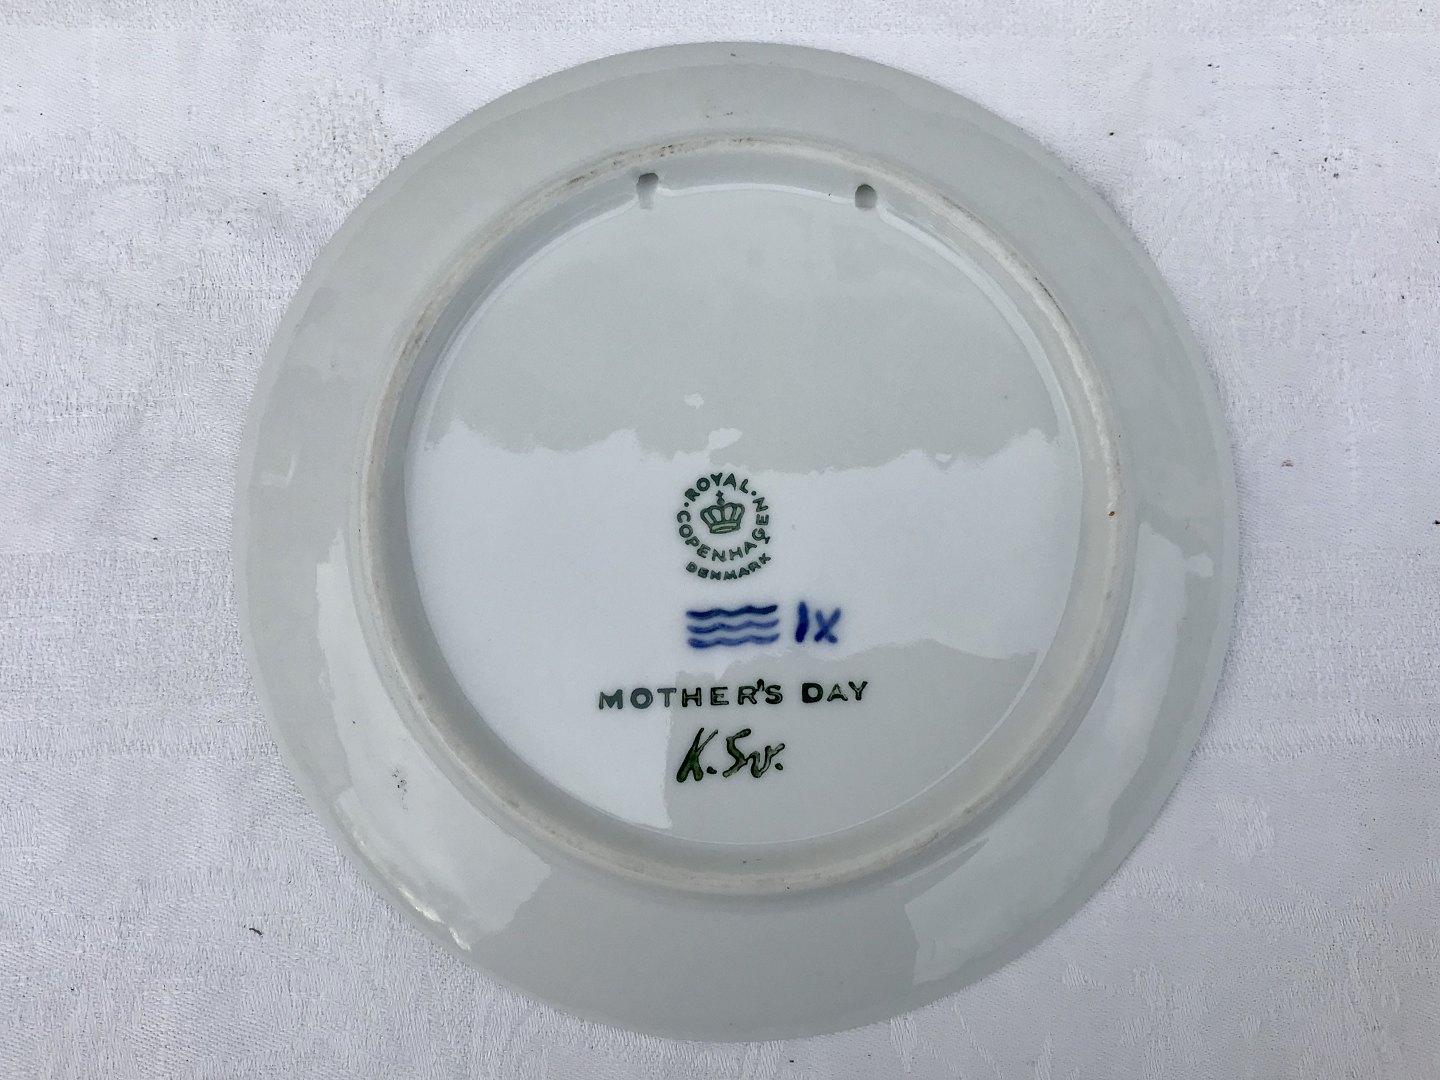 ROYAL
COPENHAGEN
DENMARK
IX
MOTHER'S DAY
K. Sv.